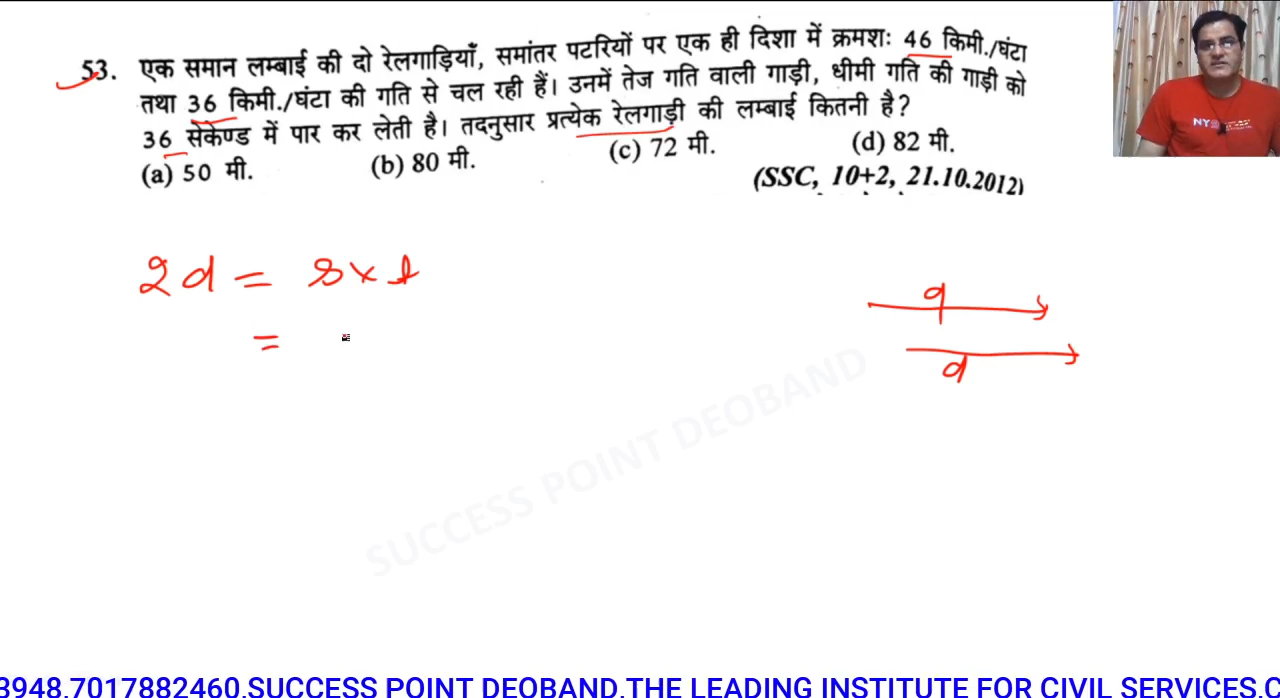 53. एक समान लम्बाई की दो रेलगाड़ियाँ, समांतर पटरियों पर एक ही दिशा में क्रमशः 46 किमी./घंटा
तथा 36 किमी./घंटा की गति से चल रही हैं। उनमें तेज गति वाली गाड़ी, धीमी गति की गाड़ी को
36 सेकेण्ड में पार कर लेती है। तदनुसार प्रत्येक रेलगाड़ी की लम्बाई कितनी है?
(a) 50 मी. (b) 80 मी. (c) 72 मी. (d) 82 मी.
(SSC, 10+2, 21.10.2012)
NY
2d = s × t
=
d
d
SUCCESS POINT DEOBAND
3948,7017882460,SUCCESS POINT DEOBAND,THE LEADING INSTITUTE FOR CIVIL SERVICES,C